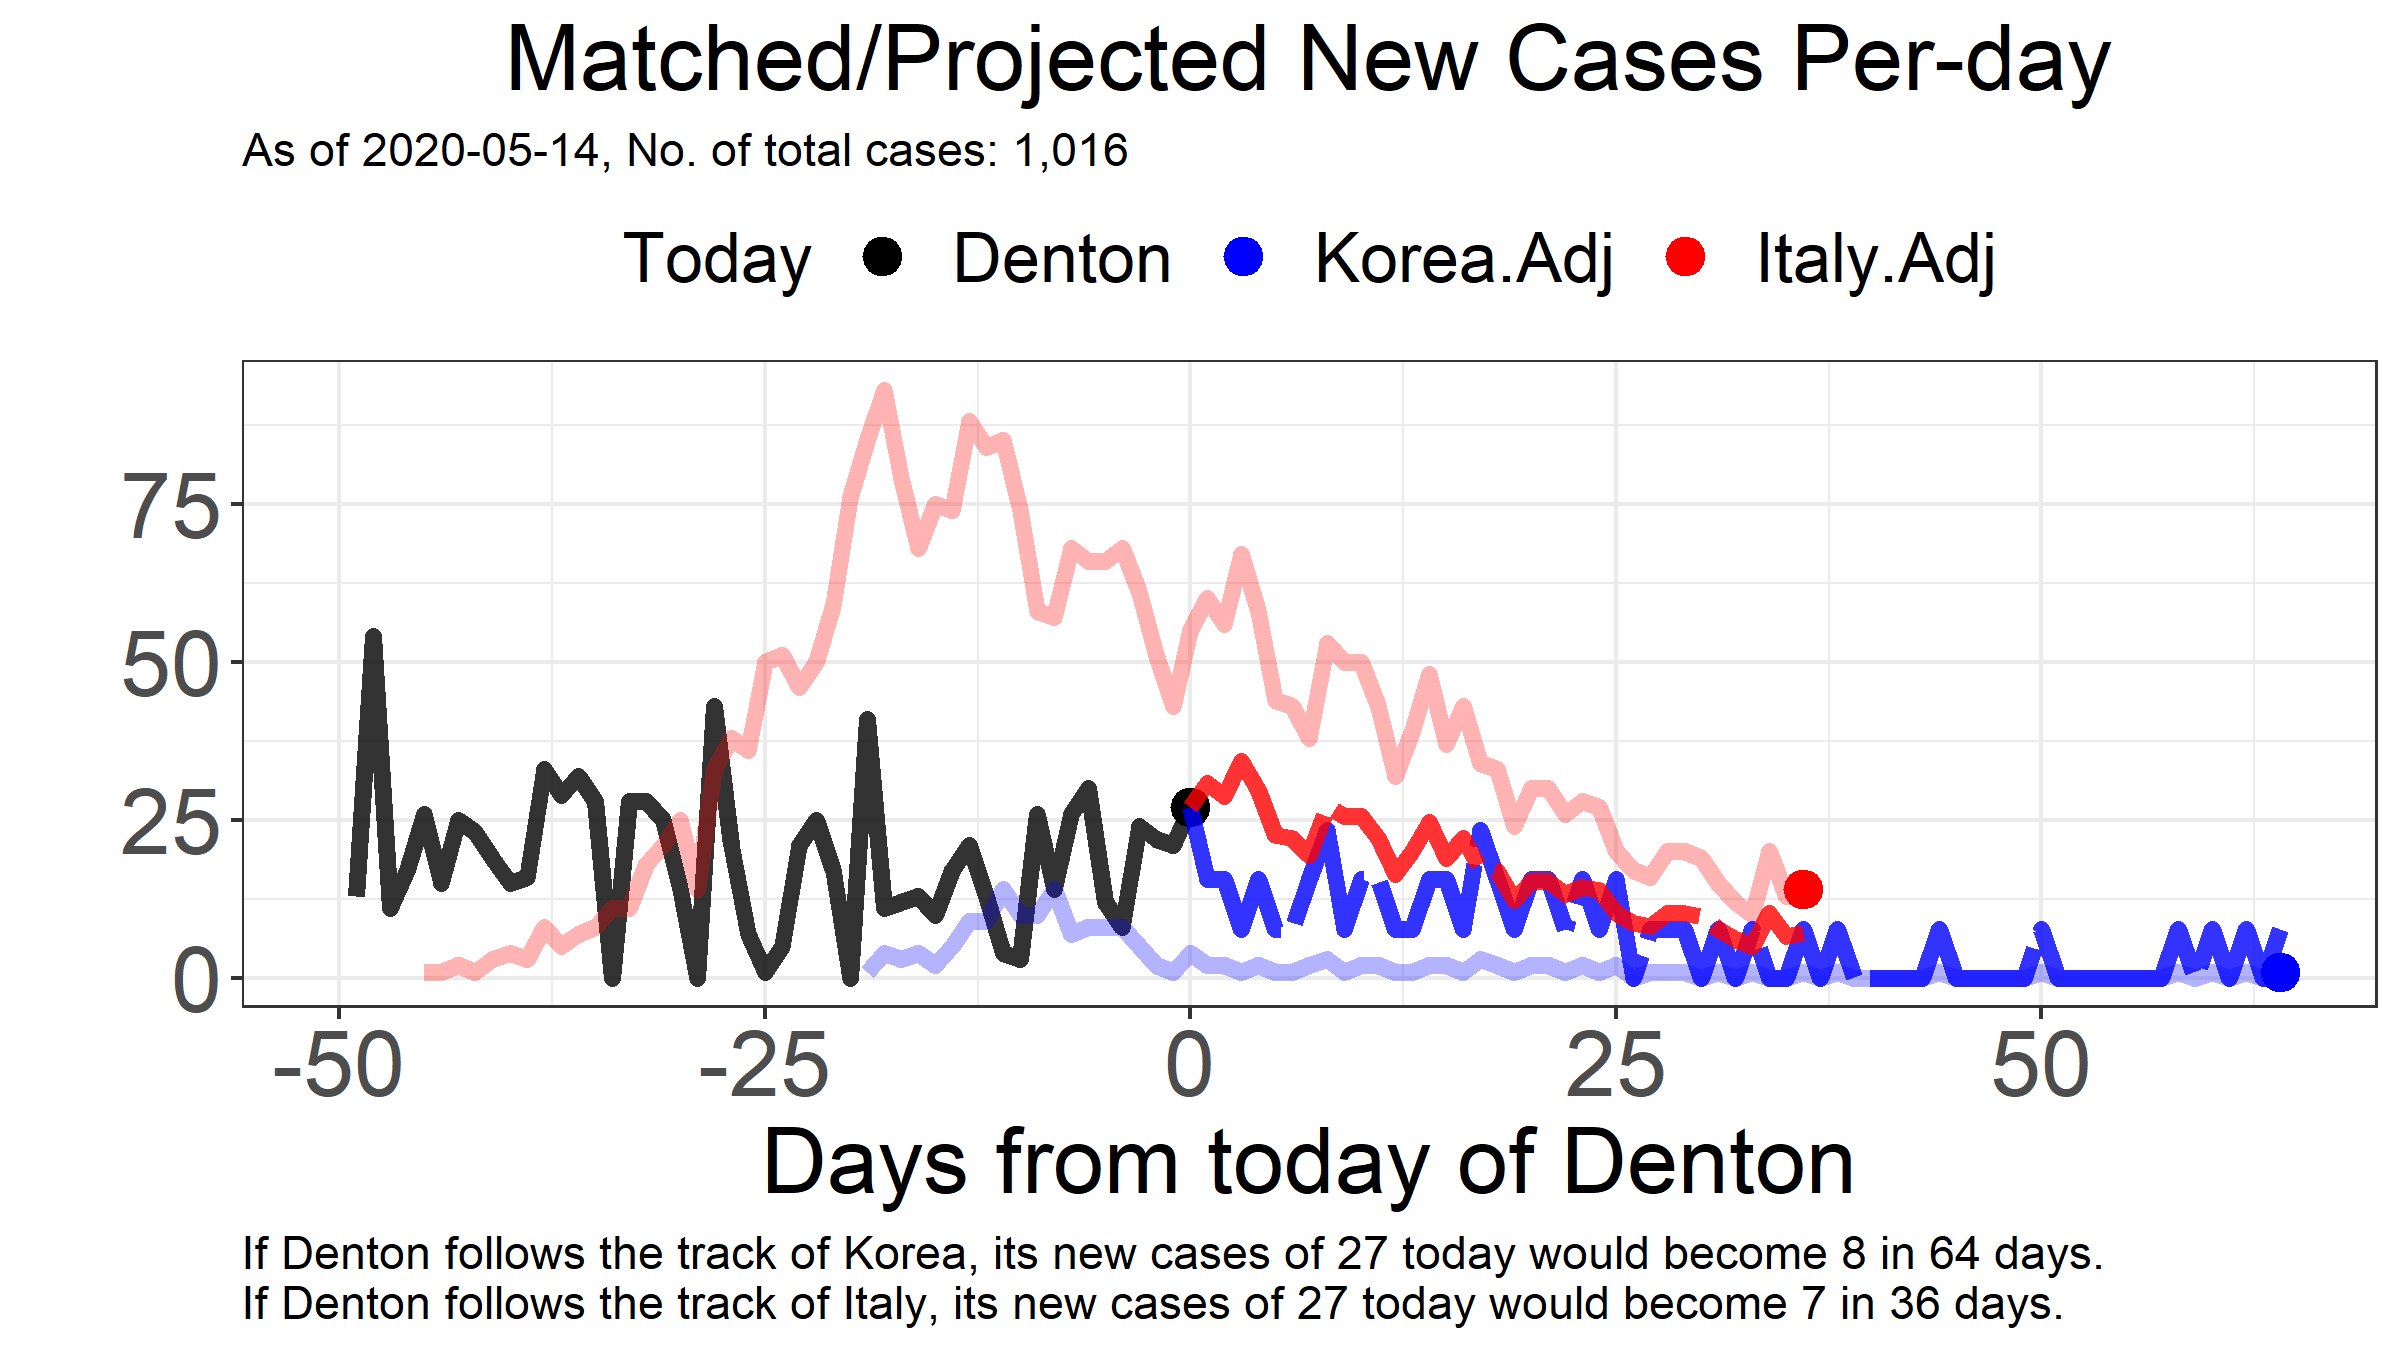 Matched/Projected New Cases Per-day
As of 2020-05-14, No. of total cases: 1,016
Today Denton Korea.Adj Italy.Adj
75
50
25
0
-50 -25 0 25 50
Days from today of Denton
If Denton follows the track of Korea, its new cases of 27 today would become 8 in 64 days.
If Denton follows the track of Italy, its new cases of 27 today would become 7 in 36 days.